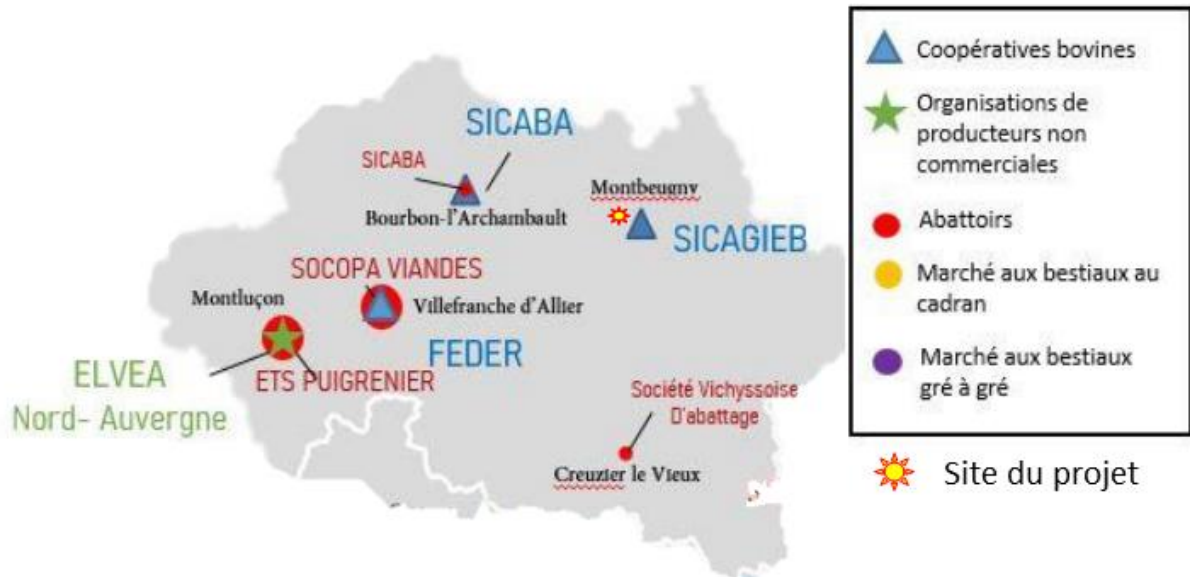 SICABA
SICABA
Bourbon-l'Archambault
Montbeugny
SICAGIEB
SOCOPA VIANDES
Montluçon
Villefranche d'Allier
FEDER
ELVEA
Nord- Auvergne
ETS PUIGRENIER
Société Vichyssoise
D'abattage
Creuzier le Vieux
Coopératives bovines
Organisations de
producteurs non
commerciales
Abattoirs
Marché aux bestiaux au
cadran
Marché aux bestiaux
gré à gré
Site du projet